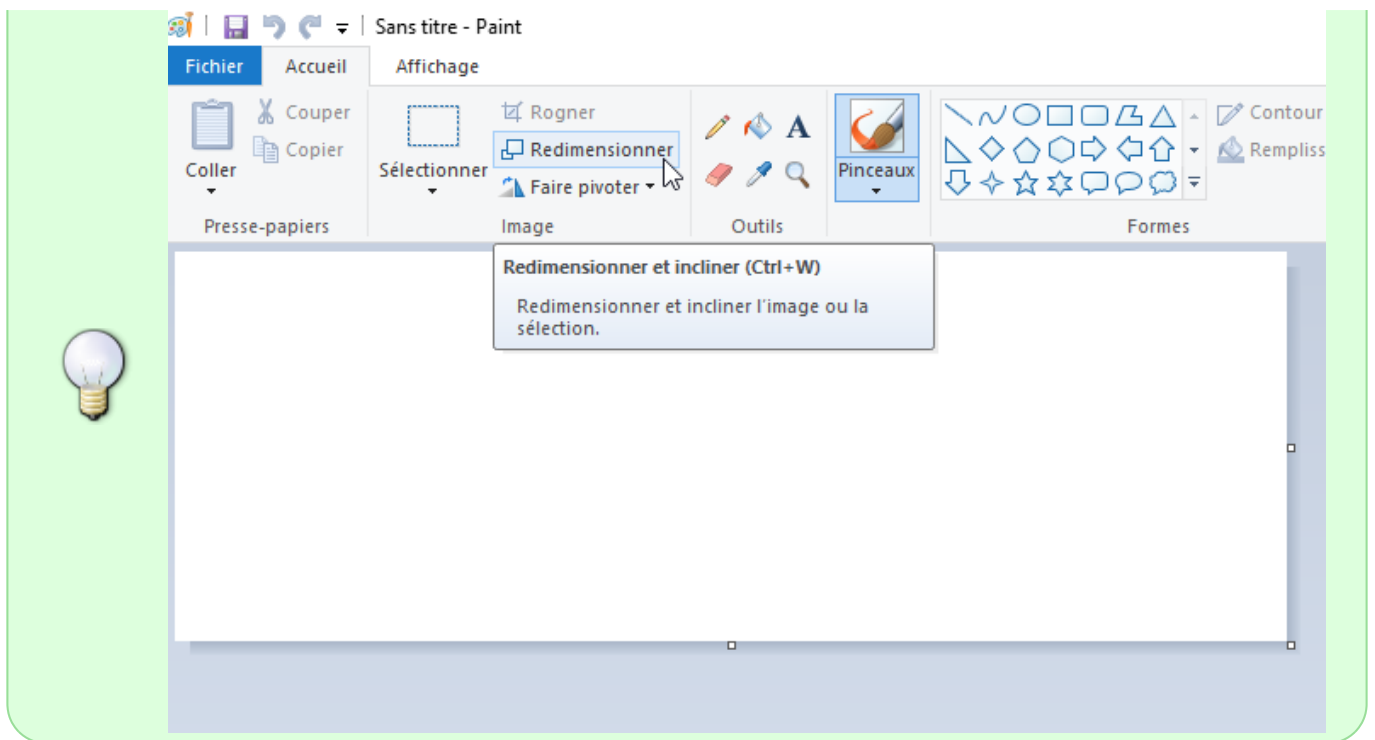 Sans titre - Paint
Fichier Accueil Affichage
Coller
Couper
Copier
Presse-papiers
Sélectionner
Rogner
Redimensionner
Faire pivoter
Image
A
Outils
Pinceaux
Contour
Rempliss
Formes
Redimensionner et incliner (Ctrl+W)
Redimensionner et incliner l'image ou la
sélection.